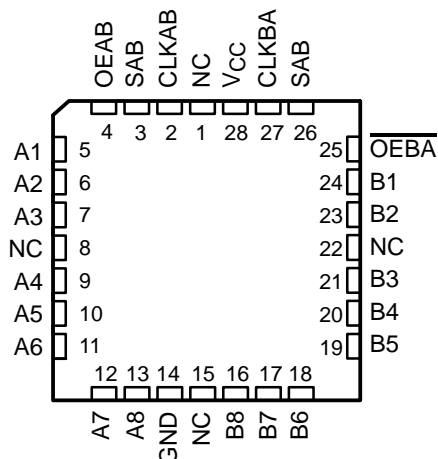 OEAB SAB CLKAB NC VCC CLKBA SAB
4 3 2 1 28 27 26
A1 5 25 OEBA
A2 6 24 B1
A3 7 23 B2
NC 8 22 NC
A4 9 21 B3
A5 10 20 B4
A6 11 19 B5
12 13 14 15 16 17 18
A7 A8 GND NC B8 B7 B6